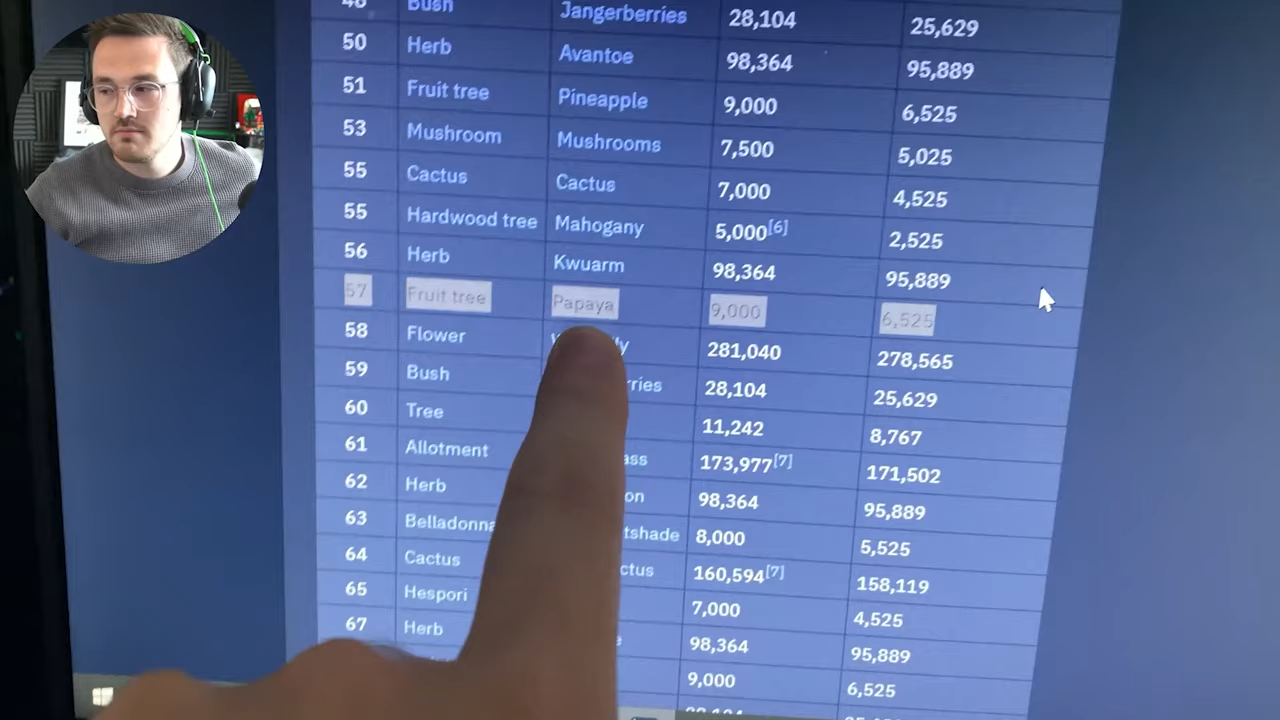 48 Bush Jangerberries 28,104 25,629
50 Herb Avantoe 98,364 95,889
51 Fruit tree Pineapple 9,000 6,525
53 Mushroom Mushrooms 7,500 5,025
55 Cactus Cactus 7,000 4,525
55 Hardwood tree Mahogany 5,000[6] 2,525
56 Herb Kwuarm 98,364 95,889
57 Fruit tree Papaya 9,000 6,525
58 Flower 281,040 278,565
59 Bush rries 28,104 25,629
60 Tree 11,242 8,767
61 Allotment ass 173,977[7] 171,502
62 Herb on 98,364 95,889
63 Belladonna tshade 8,000 5,525
64 Cactus ctus 160,594[7] 158,119
65 Hespori 7,000 4,525
67 Herb 98,364 95,889
9,000 6,525